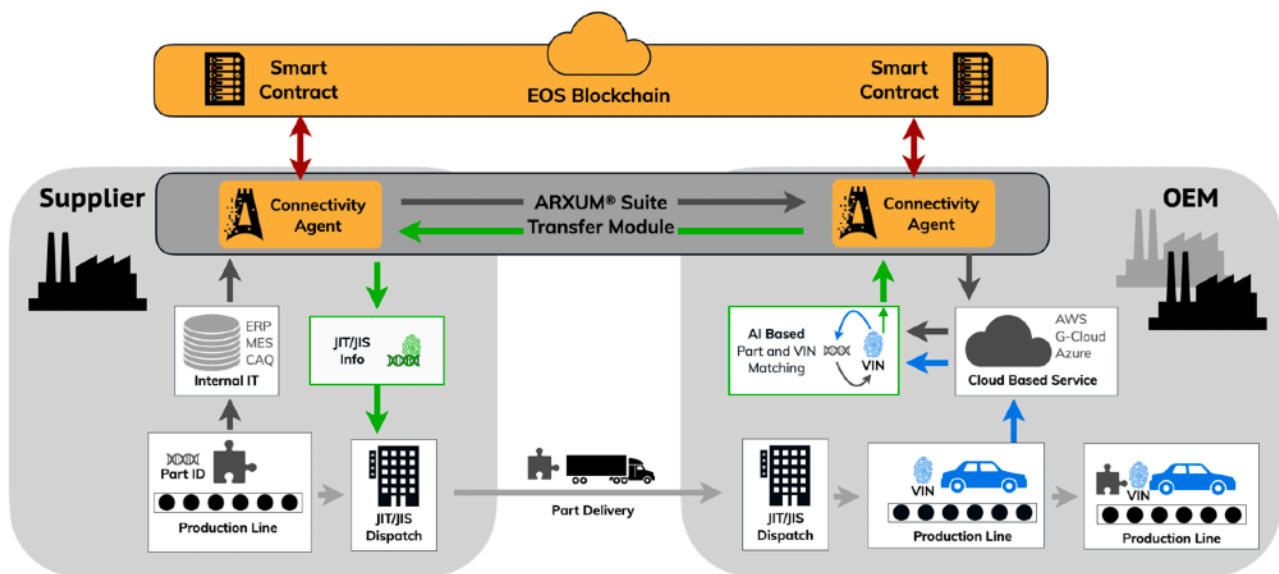 Smart
Contract
EOS Blockchain
Smart
Contract
Supplier
Connectivity
Agent
ARXUM® Suite
Transfer Module
Connectivity
Agent
OEM
ERP
MES
CAQ
Internal IT
JIT/JIS
Info
AI Based
Part and VIN
Matching
VIN
AWS
G-Cloud
Azure
Cloud Based Service
Part ID
Production Line
JIT/JIS
Dispatch
Part Delivery
JIT/JIS
Dispatch
VIN
Production Line
VIN
Production Line